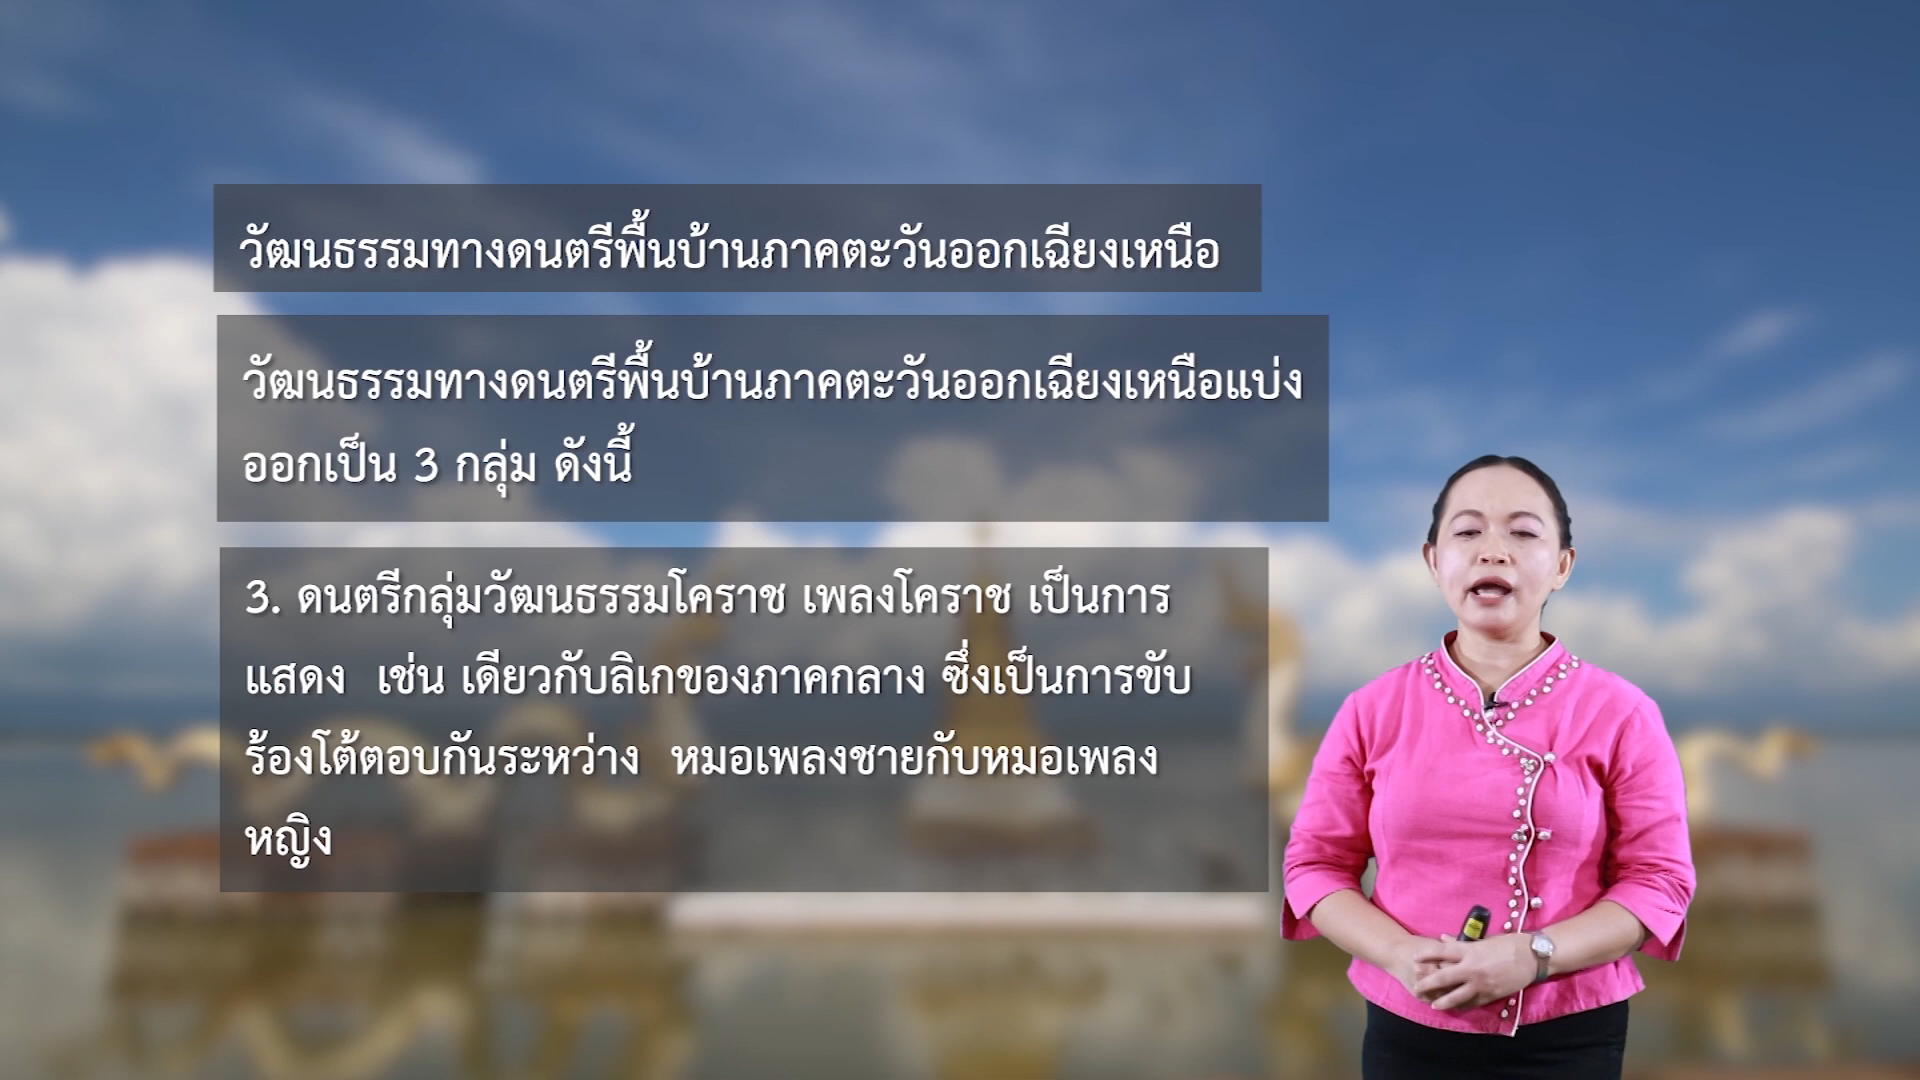 วัฒนธรรมทางดนตรีพื้นบ้านภาคตะวันออกเฉียงเหนือ
วัฒนธรรมทางดนตรีพื้นบ้านภาคตะวันออกเฉียงเหนือแบ่ง
ออกเป็น 3 กลุ่ม ดังนี้
3. ดนตรีกลุ่มวัฒนธรรมโคราช เพลงโคราช เป็นการ
แสดง เช่น เดียวกับลิเกของภาคกลาง ซึ่งเป็นการขับ
ร้องโต้ตอบกันระหว่าง หมอเพลงชายกับหมอเพลง
หญิง